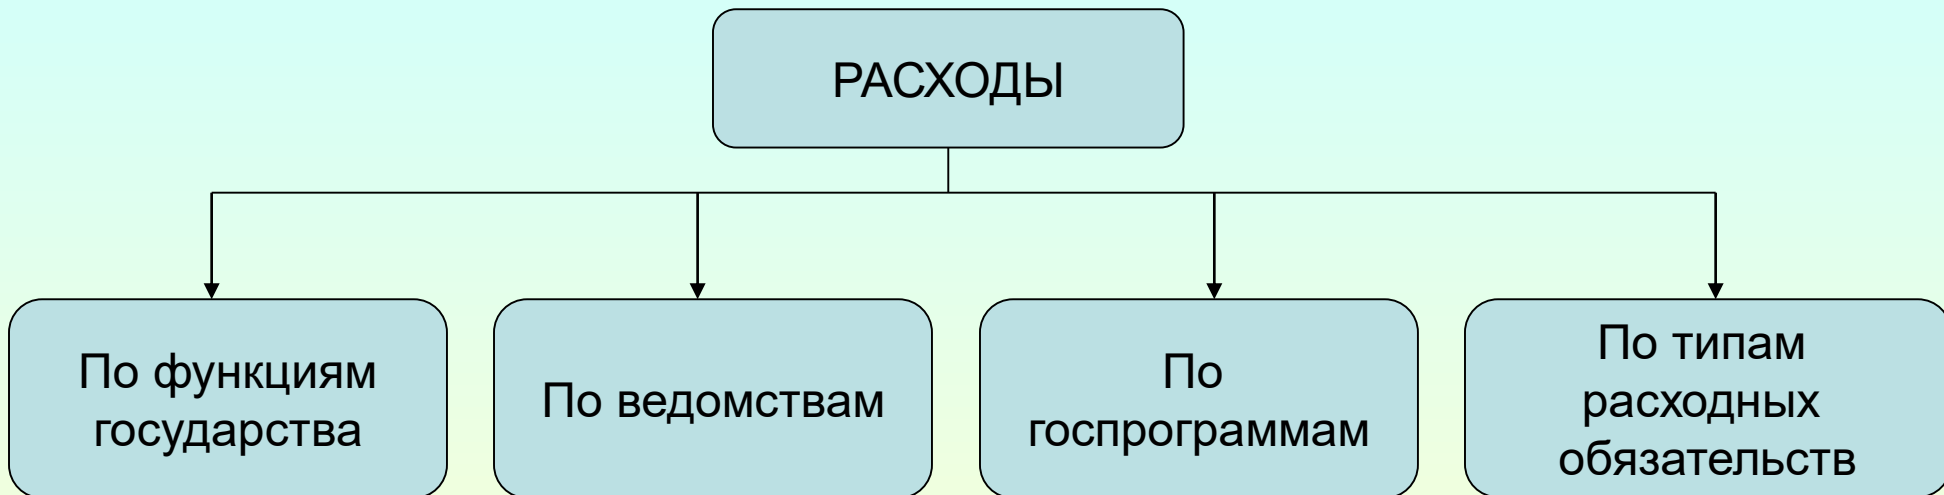 РАСХОДЫ
По функциям
государства
По ведомствам
По
госпрограммам
По типам
расходных
обязательств